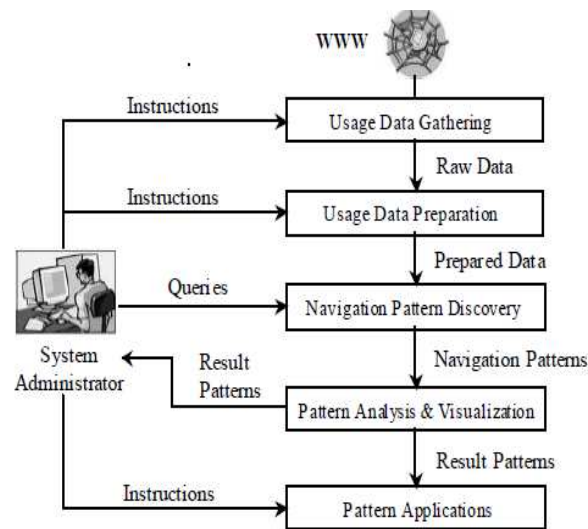 WWW
Instructions
Usage Data Gathering
Raw Data
Instructions
Usage Data Preparation
Prepared Data
Queries
Navigation Pattern Discovery
System
Administrator
Result
Patterns
Navigation Patterns
Pattern Analysis & Visualization
Result Patterns
Instructions
Pattern Applications